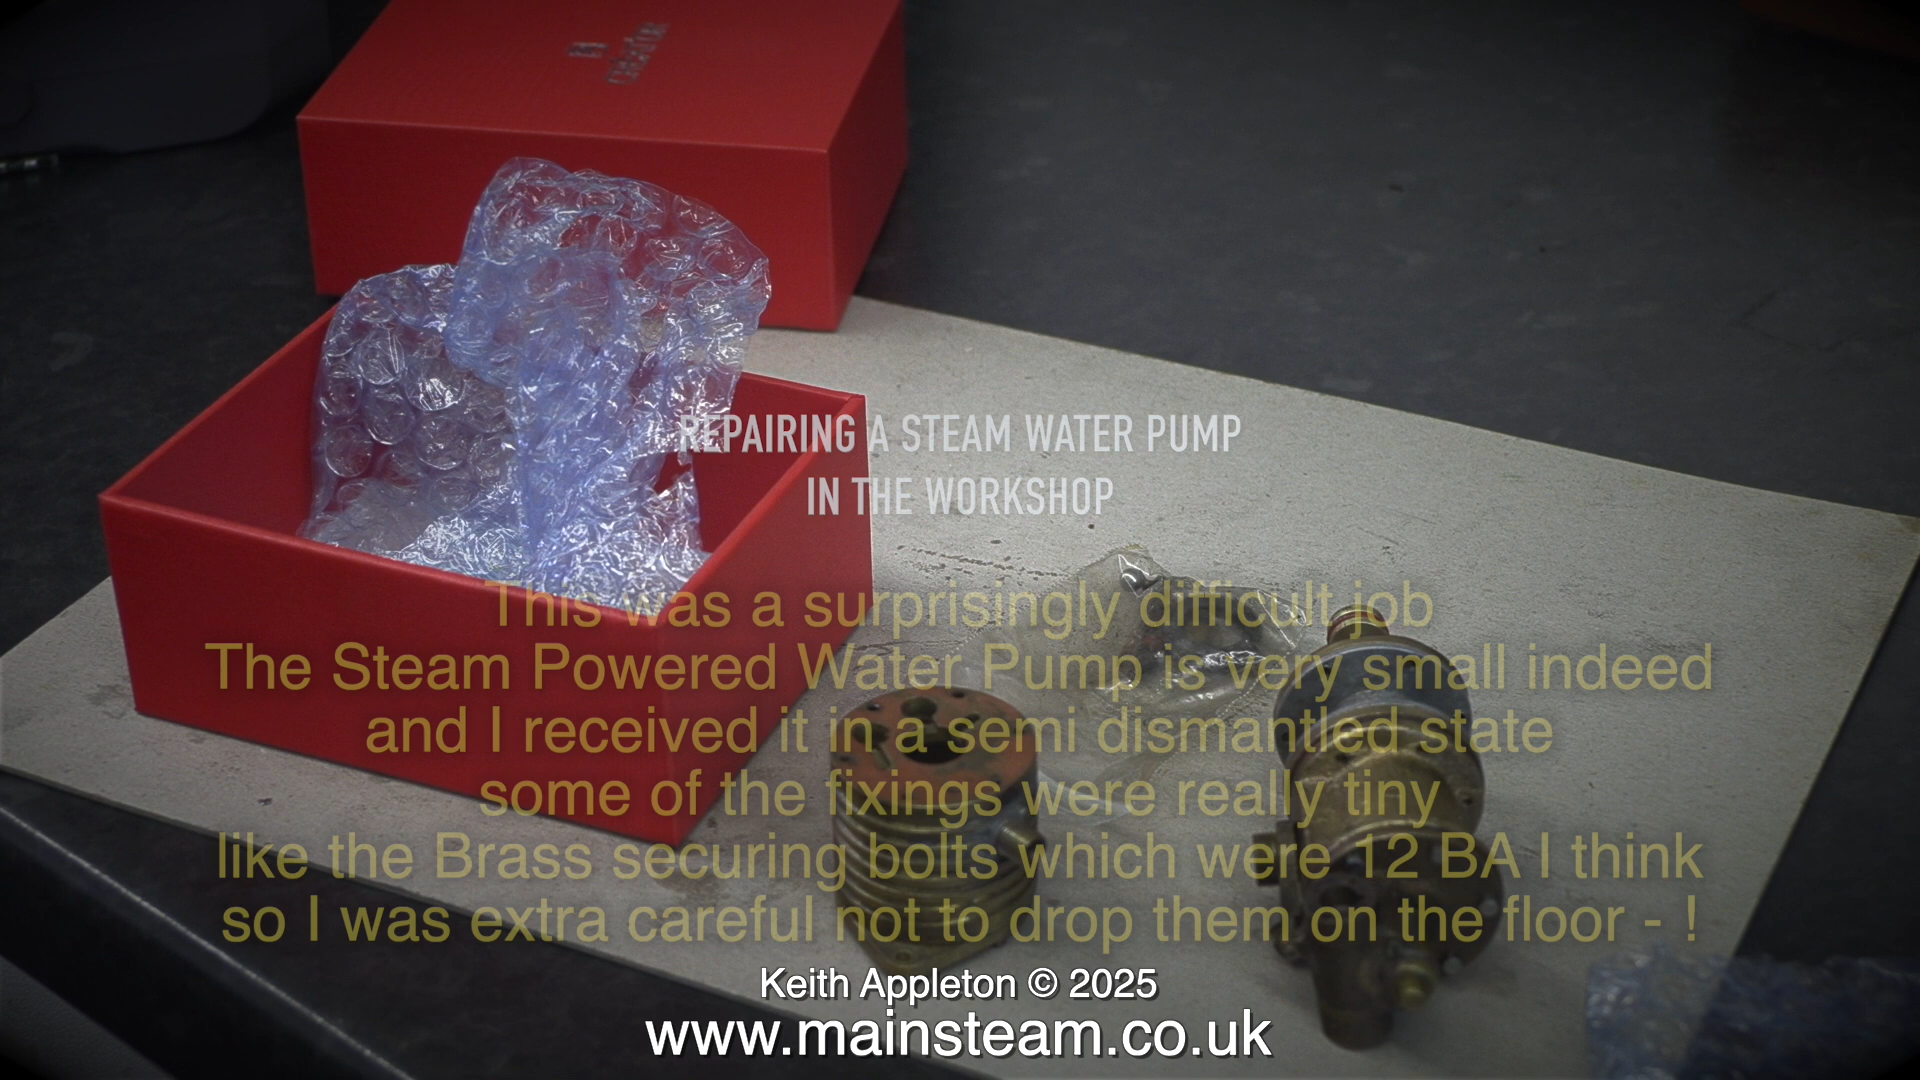 REPAIRING A STEAM WATER PUMP
IN THE WORKSHOP
This was a surprisingly difficult job
The Steam Powered Water Pump is very small indeed
and I received it in a semi dismantled state
some of the fixings were really tiny
like the Brass securing bolts which were 12 BA I think
so I was extra careful not to drop them on the floor - !
Keith Appleton © 2025
www.mainsteam.co.uk